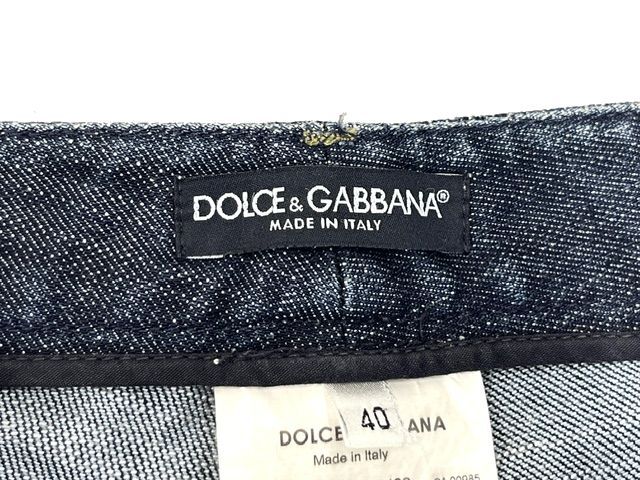 DOLCE & GABBANA®
MADE IN ITALY
40
DOLCE ANA
Made in Italy